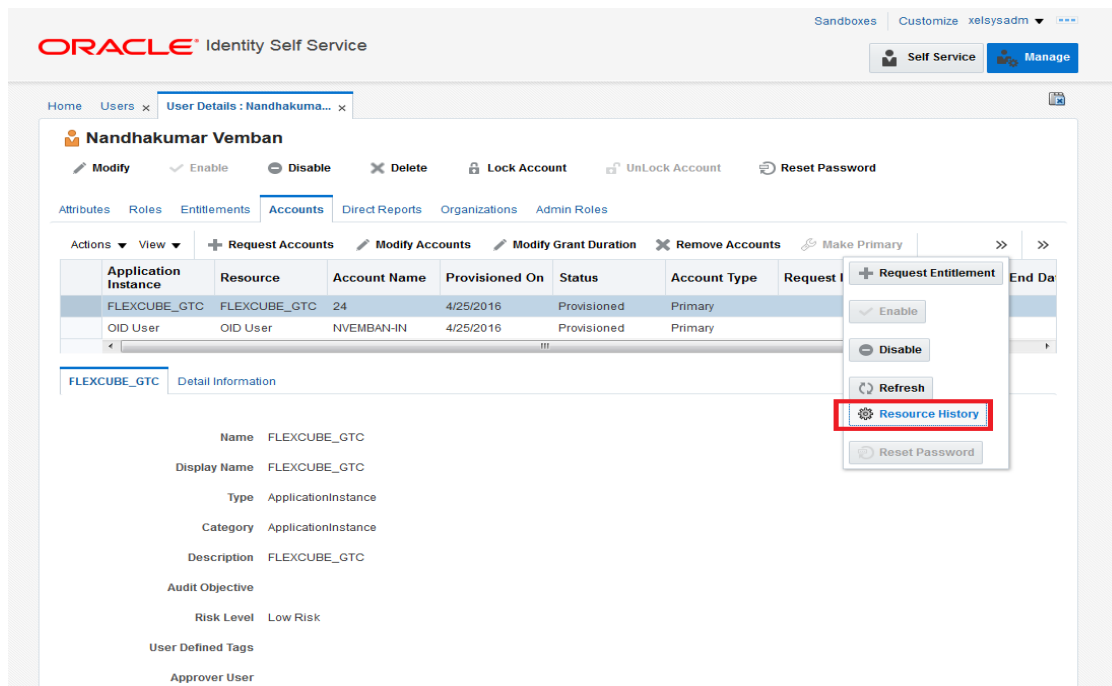 Sandboxes Customize xelsysadm
ORACLE Identity Self Service
Self Service Manage
Home Users User Details : Nandhakuma...
Nandhakumar Vemban
Modify Enable Disable Delete Lock Account UnLock Account Reset Password
Attributes Roles Entitlements Accounts Direct Reports Organizations Admin Roles
Actions View Request Accounts Modify Accounts Modify Grant Duration Remove Accounts Make Primary
Application Instance Resource Account Name Provisioned On Status Account Type Request End Da
FLEXCUBE_GTC FLEXCUBE_GTC 24 4/25/2016 Provisioned Primary
OID User OID User NVEMBAN-IN 4/25/2016 Provisioned Primary
Request Entitlement
Enable
Disable
Refresh
Resource History
Reset Password
FLEXCUBE_GTC Detail Information
Name FLEXCUBE_GTC
Display Name FLEXCUBE_GTC
Type ApplicationInstance
Category ApplicationInstance
Description FLEXCUBE_GTC
Audit Objective
Risk Level Low Risk
User Defined Tags
Approver User